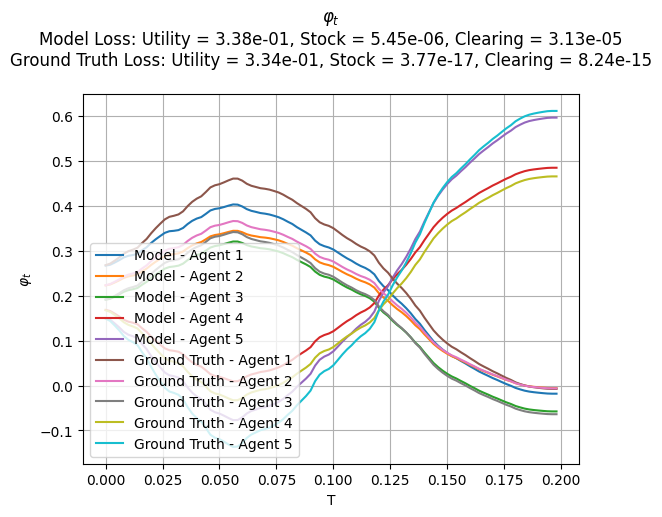 φₜ
Model Loss: Utility = 3.38e-01, Stock = 5.45e-06, Clearing = 3.13e-05
Ground Truth Loss: Utility = 3.34e-01, Stock = 3.77e-17, Clearing = 8.24e-15
0.6
0.5
0.4
0.3
0.2
0.1
0.0
−0.1
φₜ
Model - Agent 1
Model - Agent 2
Model - Agent 3
Model - Agent 4
Model - Agent 5
Ground Truth - Agent 1
Ground Truth - Agent 2
Ground Truth - Agent 3
Ground Truth - Agent 4
Ground Truth - Agent 5
0.000 0.025 0.050 0.075 0.100 0.125 0.150 0.175 0.200
T